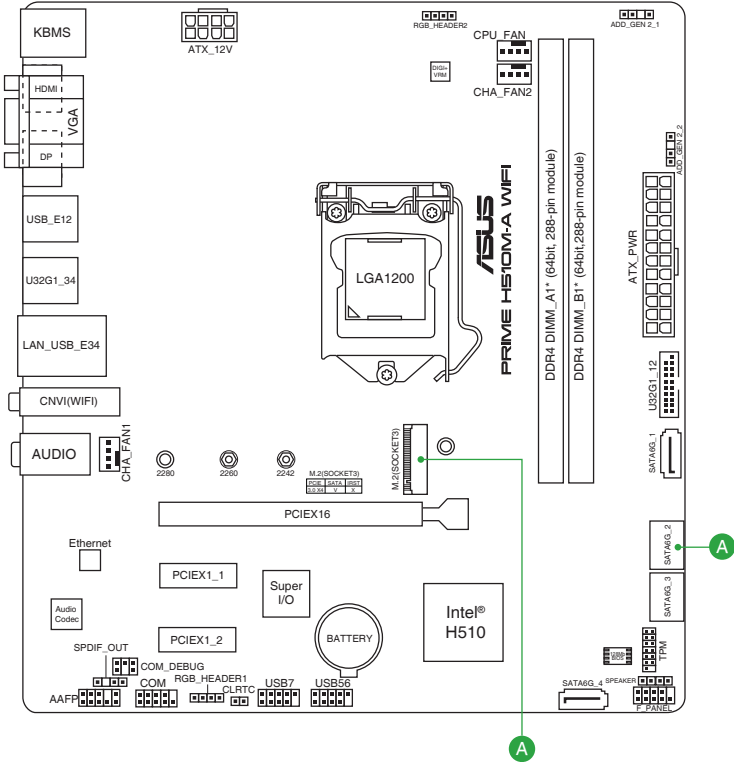 KBMS
ATX_12V
RGB_HEADER2
ADD_GEN 2_1
CPU_FAN
DIGI+
VRM
CHA_FAN2
HDMI
VGA
DP
ADD_GEN 2_2
USB_E12
U32G1_34
LAN_USB_E34
CNVI(WIFI)
AUDIO
CHA_FAN1
LGA1200
ASUS
PRIME H510M-A WIFI
DDR4 DIMM_A1* (64bit, 288-pin module)
DDR4 DIMM_B1* (64bit,288-pin module)
ATX_PWR
U32G1_12
SATA6G_1
2280
2260
2242
M.2(SOCKET3)
PCIE SATA IRST
3.0 X4 V X
M.2(SOCKET3)
PCIEX16
Ethernet
SATA6G_2
A
PCIEX1_1
Super
I/O
SATA6G_3
Audio
Codec
PCIEX1_2
BATTERY
Intel®
H510
128Mb
BIOS
TPM
SPDIF_OUT
COM_DEBUG
AAFP
COM
RGB_HEADER1
CLRTC
USB7
USB56
SATA6G_4
SPEAKER
F_PANEL
A